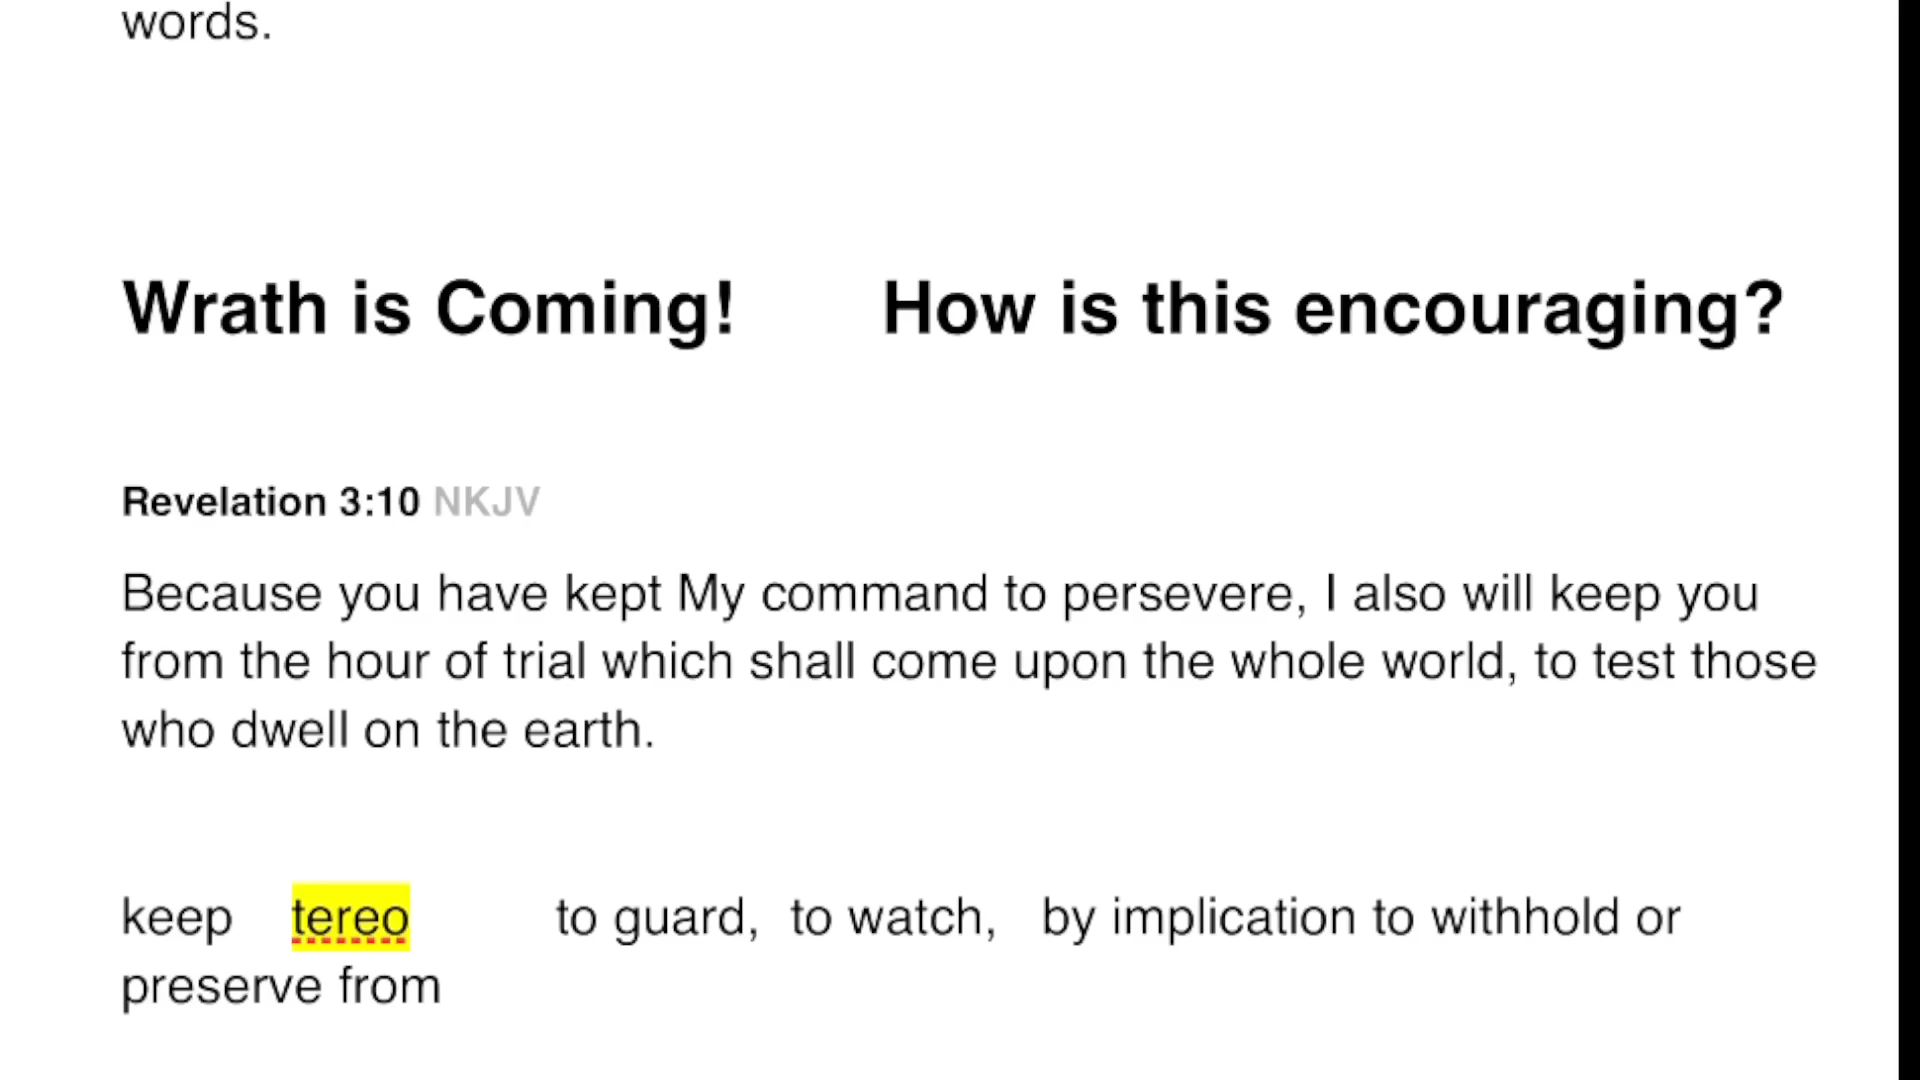 words.
Wrath is Coming! How is this encouraging?
Revelation 3:10 NKJV
Because you have kept My command to persevere, I also will keep you
from the hour of trial which shall come upon the whole world, to test those
who dwell on the earth.
keep tereo to guard, to watch, by implication to withhold or
preserve from